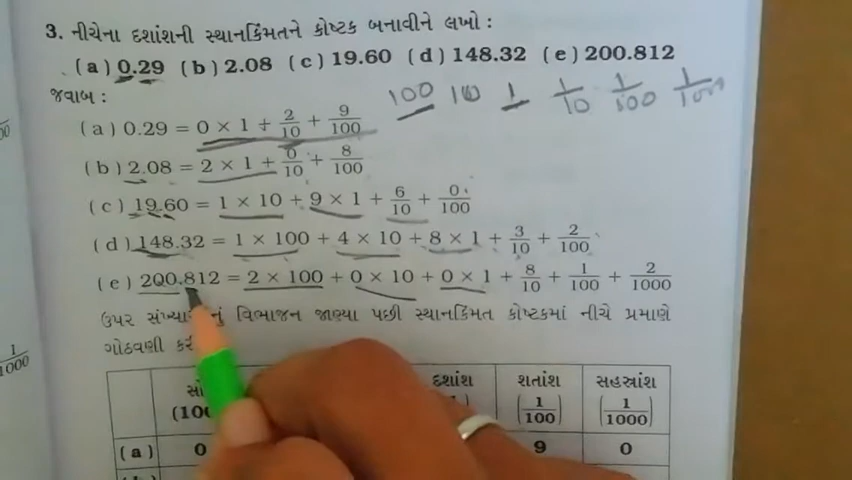 3. નીચેના દશાંશની સ્થાનકિંમતને કોષ્ટક બનાવીને લખો :
(a) 0.29 (b) 2.08 (c) 19.60 (d) 148.32 (e) 200.812
જવાબ :
100 10 1 1/10 1/100 1/1000
(a) 0.29 = 0 × 1 + 2/10 + 9/100
(b) 2.08 = 2 × 1 + 0/10 + 8/100
(c) 19.60 = 1 × 10 + 9 × 1 + 6/10 + 0/100
(d) 148.32 = 1 × 100 + 4 × 10 + 8 × 1 + 3/10 + 2/100
(e) 200.812 = 2 × 100 + 0 × 10 + 0 × 1 + 8/10 + 1/100 + 2/1000
ઉપર વિભાજન જાણ્યા પછી સ્થાનકિંમત કોષ્ટકમાં નીચે પ્રમાણે
1/1000
દશાંશ શતાંશ સહસ્રાંશ
(1/100) (1/1000)
(a) 0 9 0